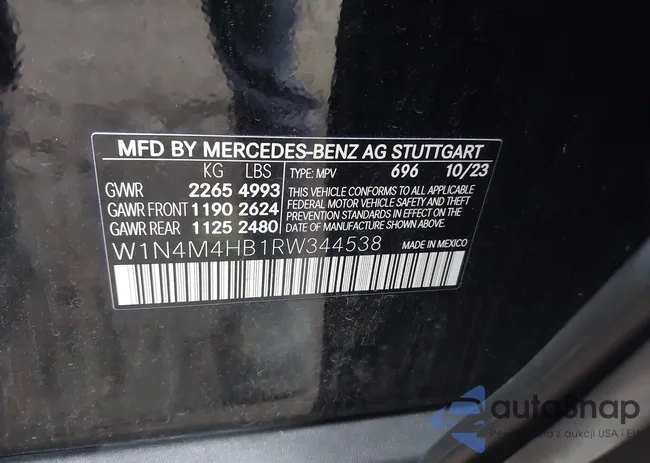 MFD BY MERCEDES-BENZ AG STUTTGART
KG LBS TYPE: MPV 696 10/23
GVWR 2265 4993
GAWR FRONT 1190 2624
GAWR REAR 1125 2480
THIS VEHICLE CONFORMS TO ALL APPLICABLE
FEDERAL MOTOR VEHICLE SAFETY AND THEFT
PREVENTION STANDARDS IN EFFECT ON THE
DATE OF MANUFACTURE SHOWN ABOVE.
W1N4M4HB1RW344538 MADE IN MEXICO
autoSnap
z aukcji USA i